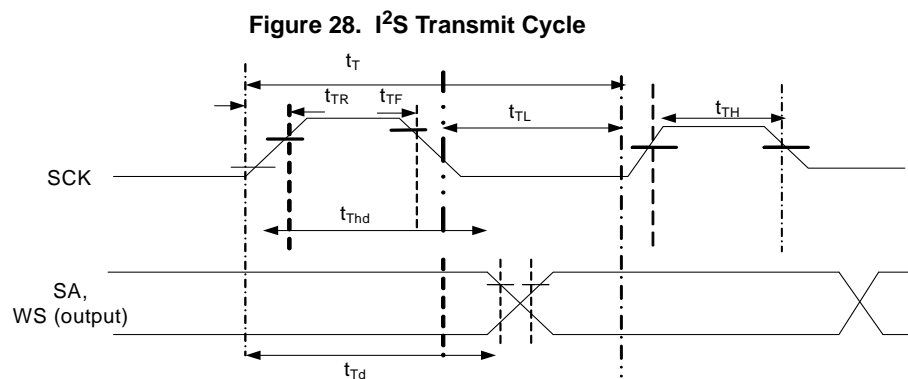 Figure 28. I²S Transmit Cycle
tT
tTR
tTF
tTL
tTH
SCK
tThd
SA,
WS (output)
tTd